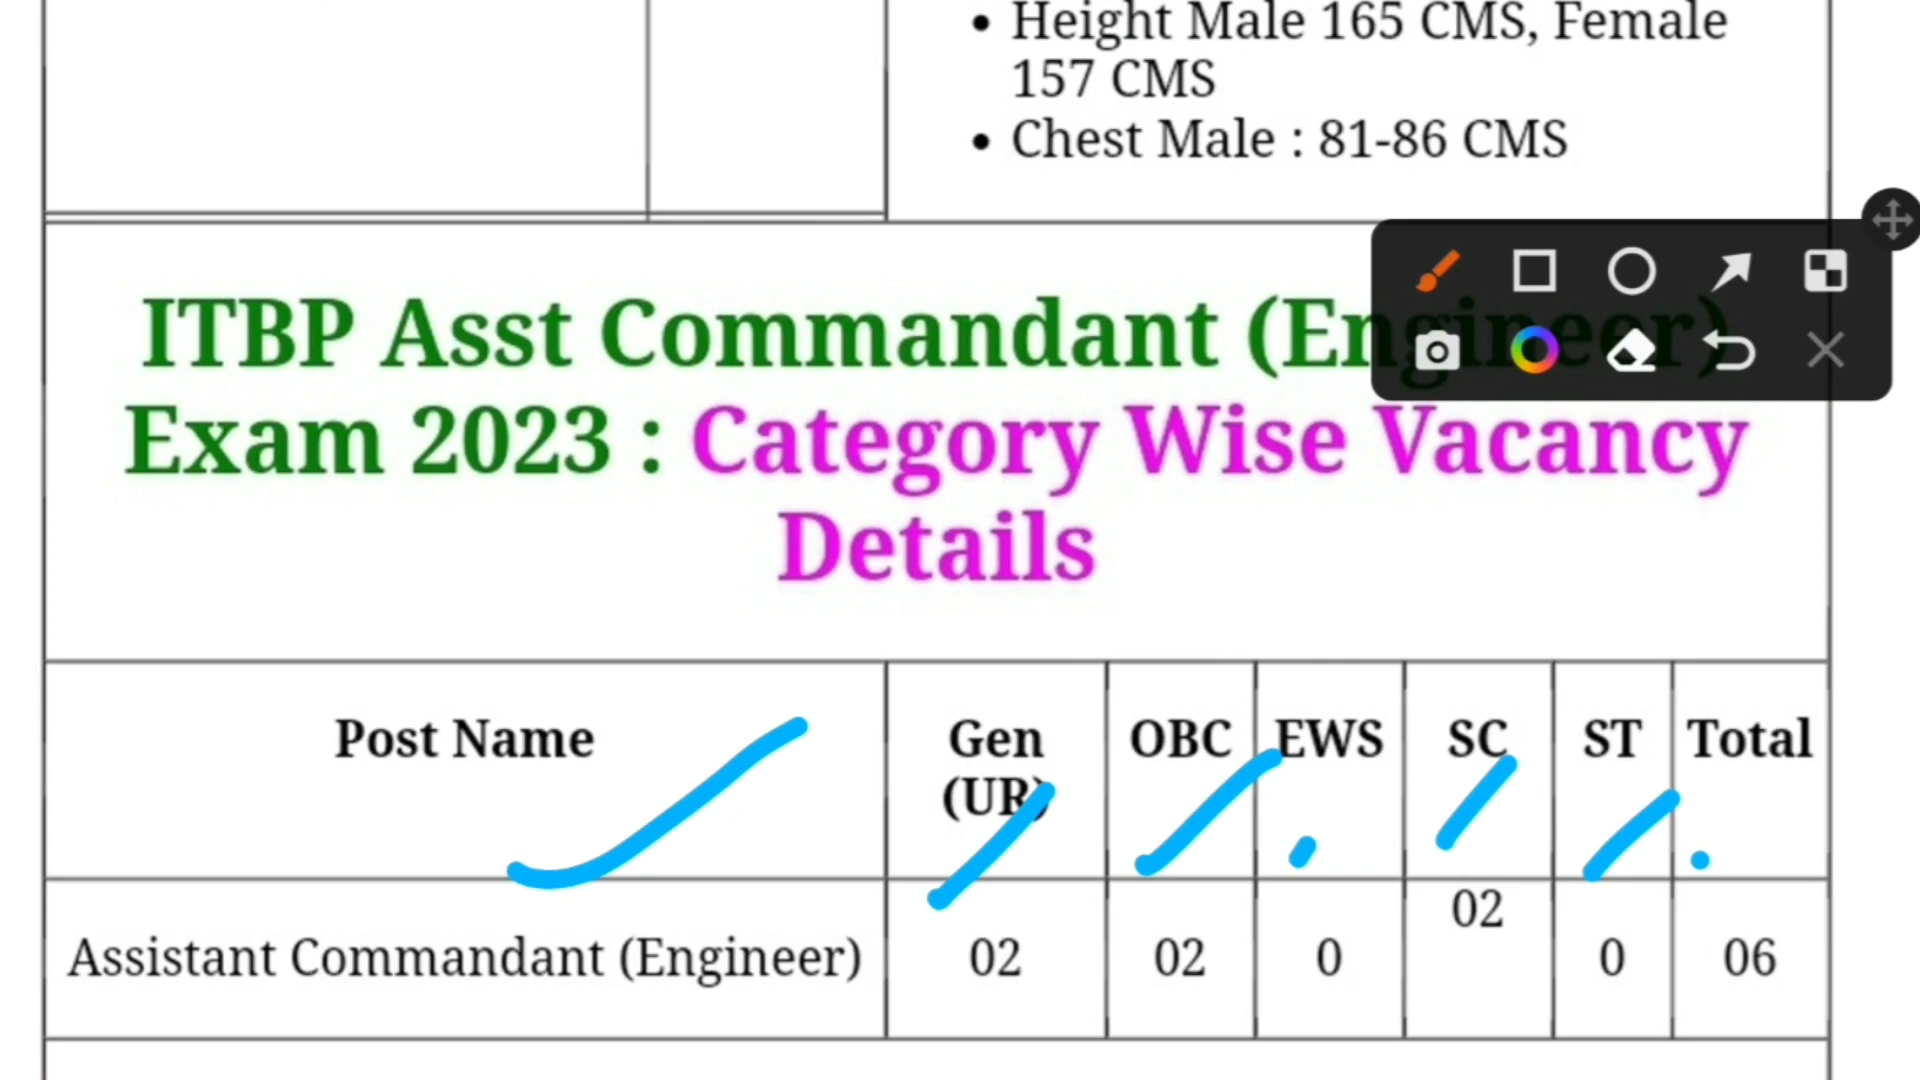 • Height Male 165 CMS, Female
157 CMS
• Chest Male : 81-86 CMS
ITBP Asst Commandant (Engineer)
Exam 2023 : Category Wise Vacancy
Details
Post Name Gen (UR) OBC EWS SC ST Total
Assistant Commandant (Engineer) 02 02 0 02 0 06